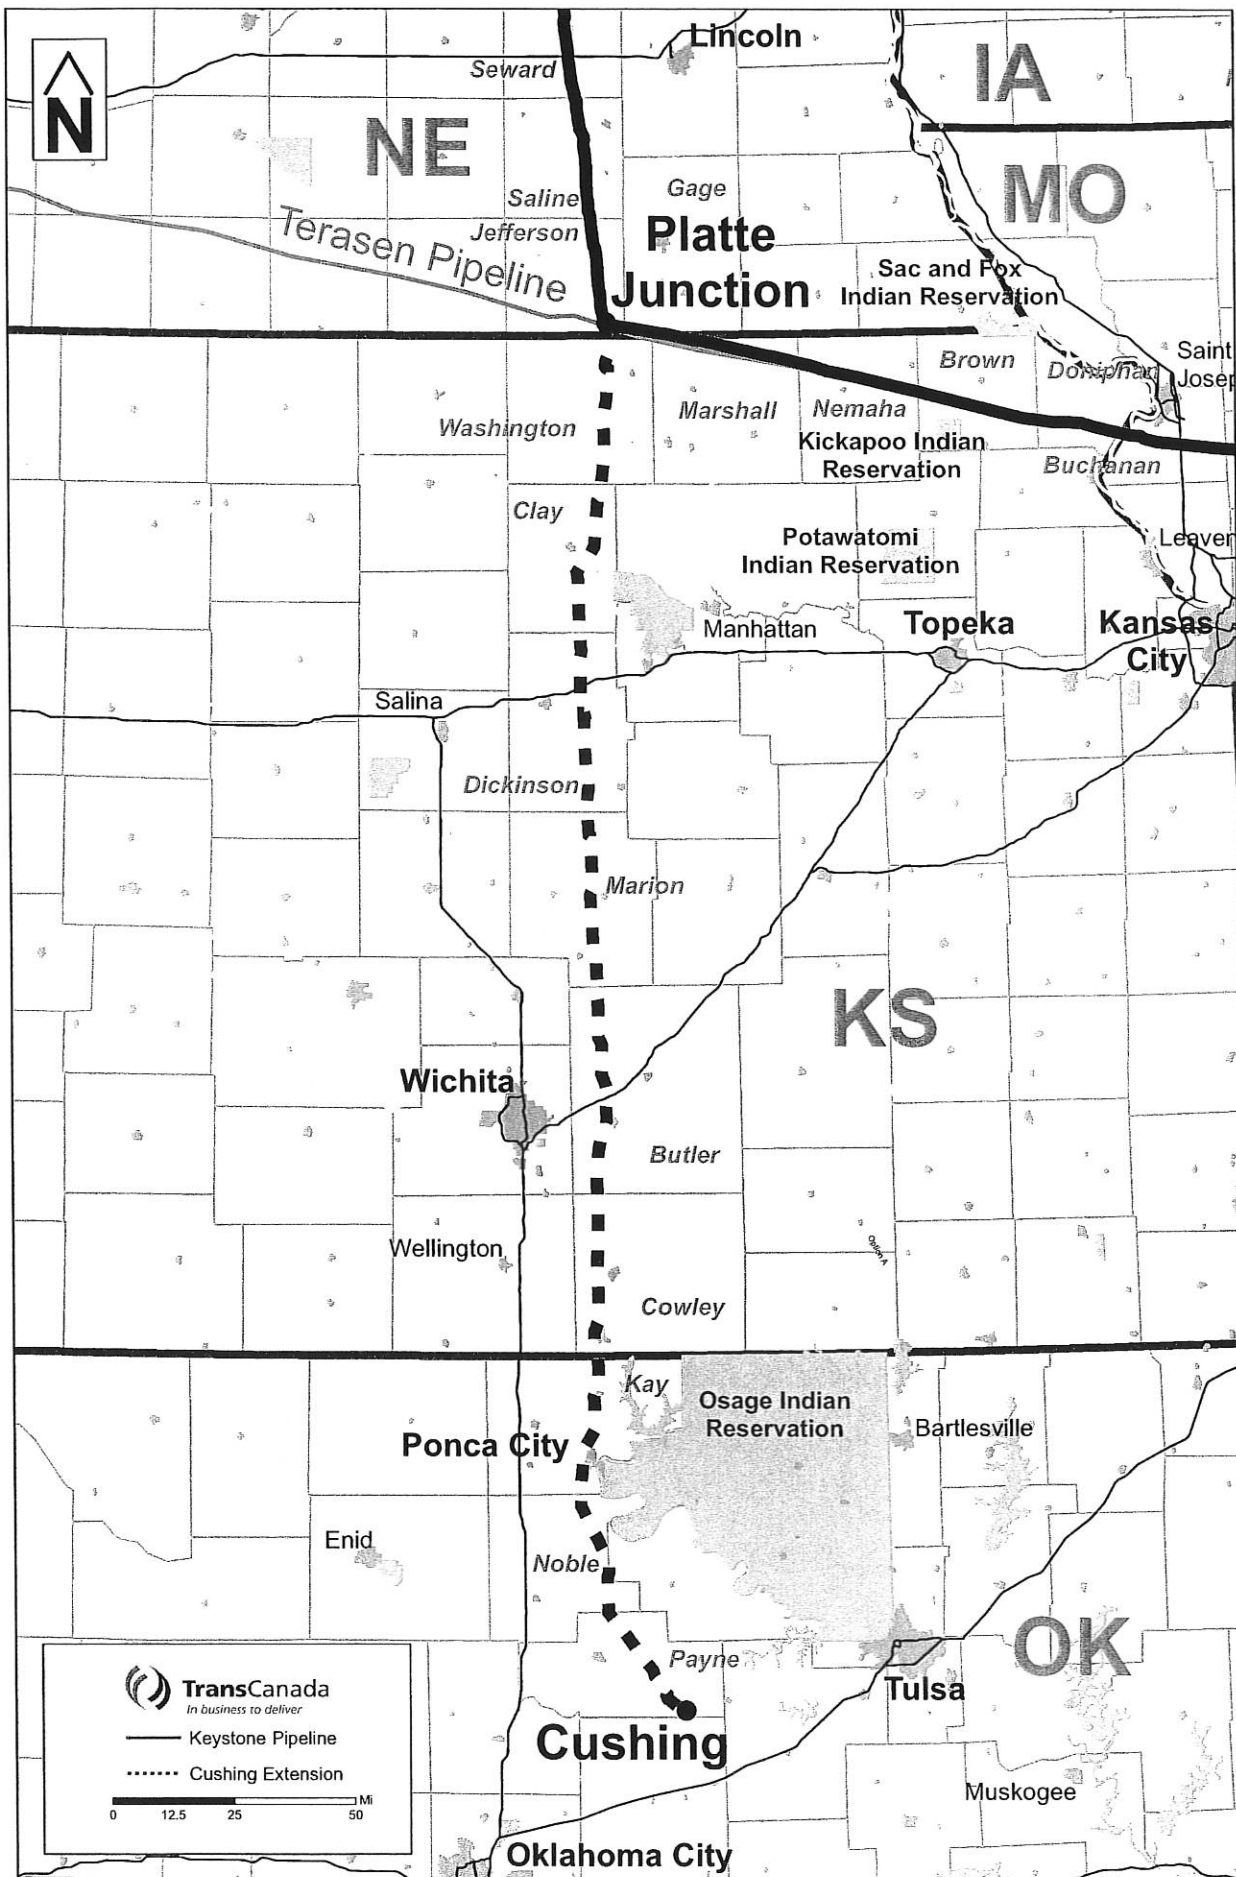 Lincoln
IA
Seward
N
NE
MO
Saline
Gage
Jefferson
Platte
Junction
Terasen Pipeline
Sac and Fox
Indian Reservation
Brown
Doniphan
Saint
Josep
Washington
Marshall
Nemaha
Kickapoo Indian
Reservation
Buchanan
Clay
Potawatomi
Indian Reservation
Leaven
Manhattan
Topeka
Kansas
City
Salina
Dickinson
Marion
KS
Wichita
Butler
Wellington
Option A
Cowley
Kay
Osage Indian
Reservation
Ponca City
Bartlesville
Enid
Noble
OK
Payne
Tulsa
Cushing
Muskogee
Oklahoma City
TransCanada
In business to deliver
Keystone Pipeline
Cushing Extension
Mi
0 12.5 25 50